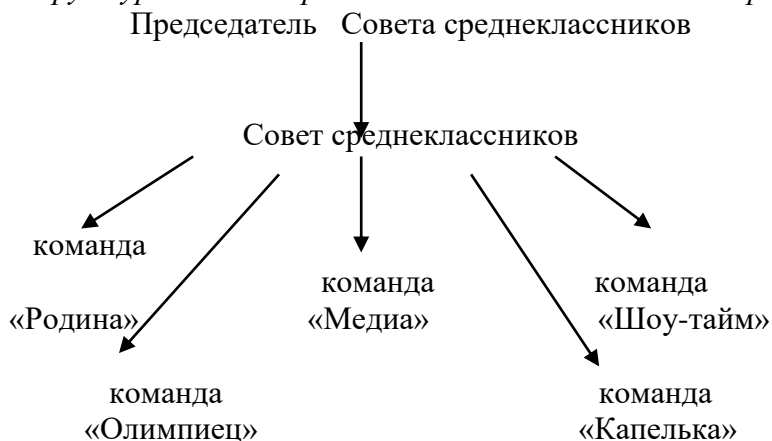 Председатель Совета среднеклассников
Совет среднеклассников
команда
«Родина»
команда
«Медиа»
команда
«Шоу-тайм»
команда
«Олимпиец»
команда
«Капелька»